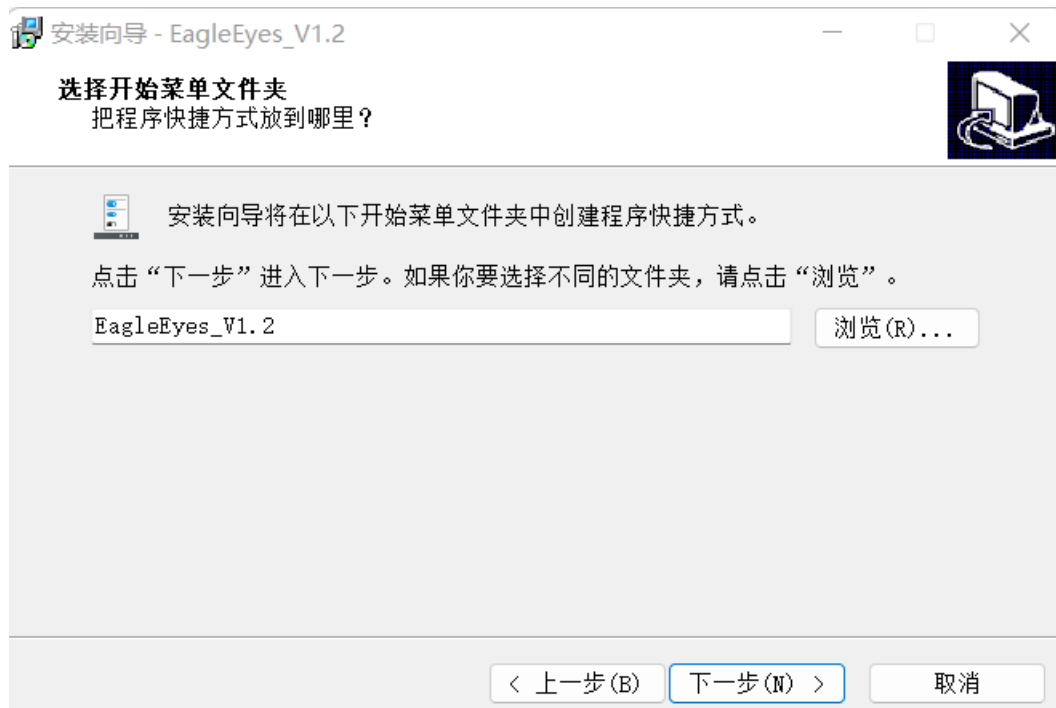 安装向导 - EagleEyes_V1.2
选择开始菜单文件夹
把程序快捷方式放到哪里？
安装向导将在以下开始菜单文件夹中创建程序快捷方式。
点击“下一步”进入下一步。如果你要选择不同的文件夹，请点击“浏览”。
EagleEyes_V1.2
浏览(R)...
< 上一步(B)
下一步(N) >
取消